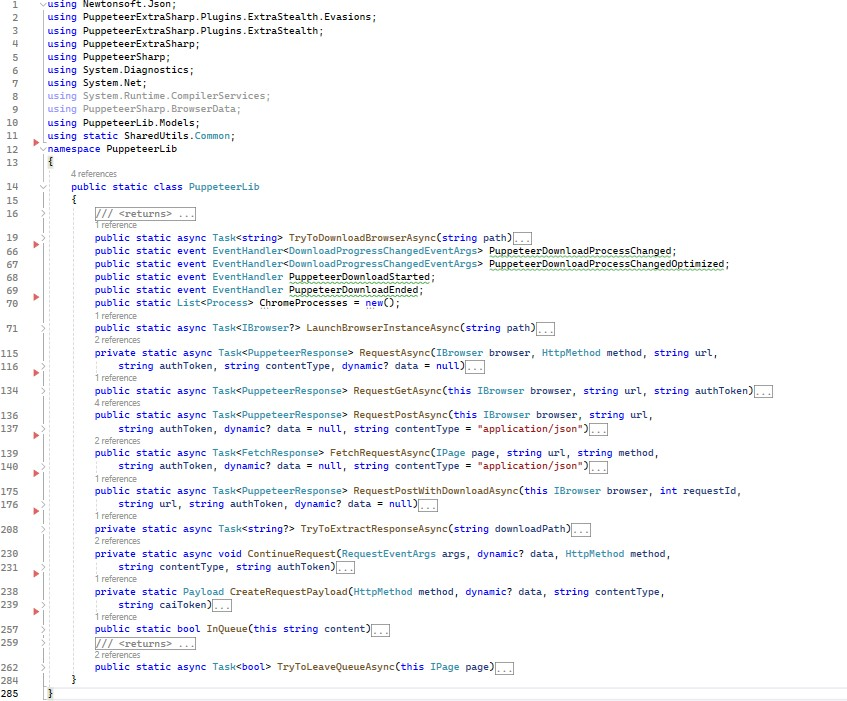 1 using Newtonsoft.Json;
2 using PuppeteerExtraSharp.Plugins.ExtraStealth.Evasions;
3 using PuppeteerExtraSharp.Plugins.ExtraStealth;
4 using PuppeteerExtraSharp;
5 using PuppeteerSharp;
6 using System.Diagnostics;
7 using System.Net;
8 using System.Runtime.CompilerServices;
9 using PuppeteerSharp.BrowserData;
10 using PuppeteerLib.Models;
11 using static SharedUtils.Common;
12 namespace PuppeteerLib
13 {
4 references
14 public static class PuppeteerLib
15 {
16 /// <returns> ...
1 reference
19 public static async Task<string> TryToDownloadBrowserAsync(string path)...
66 public static event EventHandler<DownloadProgressChangedEventArgs> PuppeteerDownloadProcessChanged;
67 public static event EventHandler<DownloadProgressChangedEventArgs> PuppeteerDownloadProcessChangedOptimized;
68 public static event EventHandler PuppeteerDownloadStarted;
69 public static event EventHandler PuppeteerDownloadEnded;
70 public static List<Process> ChromeProcesses = new();
1 reference
71 public static async Task<IBrowser?> LaunchBrowserInstanceAsync(string path)...
2 references
115 private static async Task<PuppeteerResponse> RequestAsync(IBrowser browser, HttpMethod method, string url,
116 string authToken, string contentType, dynamic? data = null)...
1 reference
134 public static async Task<PuppeteerResponse> RequestGetAsync(this IBrowser browser, string url, string authToken)...
4 references
136 public static async Task<PuppeteerResponse> RequestPostAsync(this IBrowser browser, string url,
137 string authToken, dynamic? data = null, string contentType = "application/json")...
2 references
139 public static async Task<FetchResponse> FetchRequestAsync(IPage page, string url, string method,
140 string authToken, dynamic? data = null, string contentType = "application/json")...
1 reference
175 public static async Task<PuppeteerResponse> RequestPostWithDownloadAsync(this IBrowser browser, int requestId,
176 string url, string authToken, dynamic? data = null)...
1 reference
208 private static async Task<string?> TryToExtractResponseAsync(string downloadPath)...
2 references
230 private static async void ContinueRequest(RequestEventArgs args, dynamic? data, HttpMethod method,
231 string contentType, string authToken)...
1 reference
238 private static Payload CreateRequestPayload(HttpMethod method, dynamic? data, string contentType,
239 string caiToken)...
1 reference
257 public static bool InQueue(this string content)...
259 /// <returns> ...
2 references
262 public static async Task<bool> TryToLeaveQueueAsync(this IPage page)...
284 }
285 }